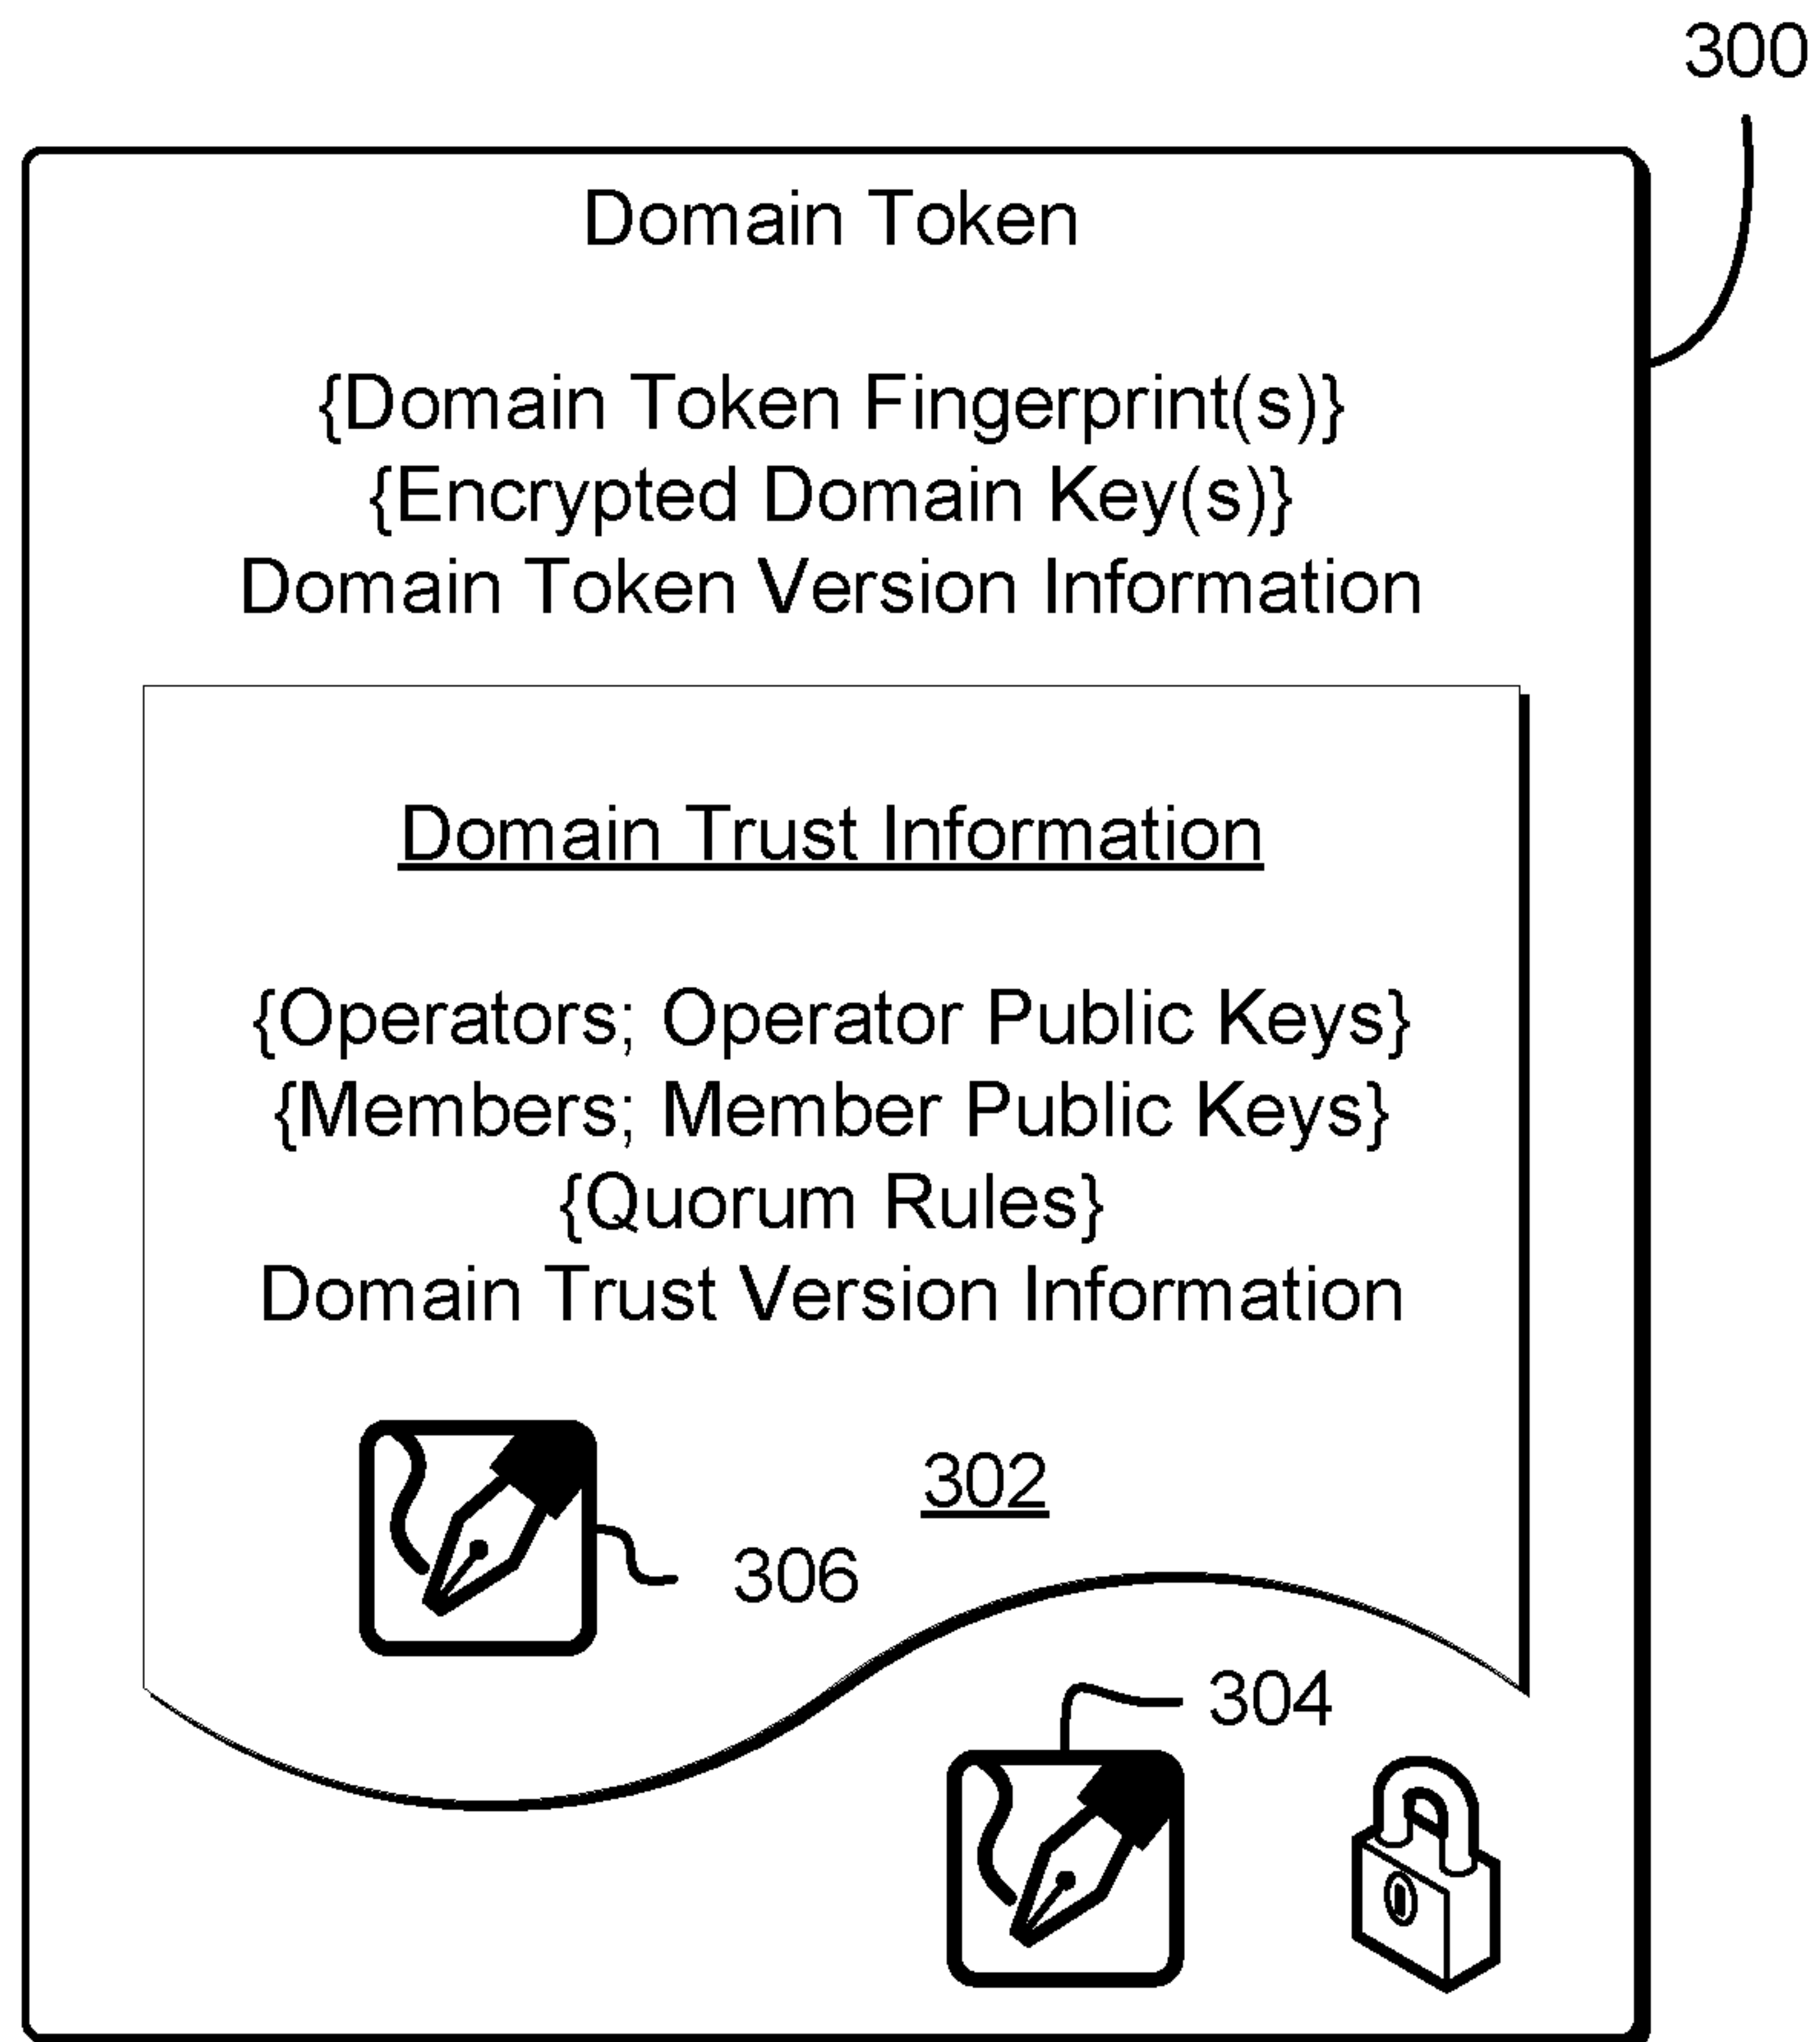 300
Domain Token
{Domain Token Fingerprint(s)}
{Encrypted Domain Key(s)}
Domain Token Version Information
Domain Trust Information
{Operators; Operator Public Keys}
{Members; Member Public Keys}
{Quorum Rules}
Domain Trust Version Information
302
306
304